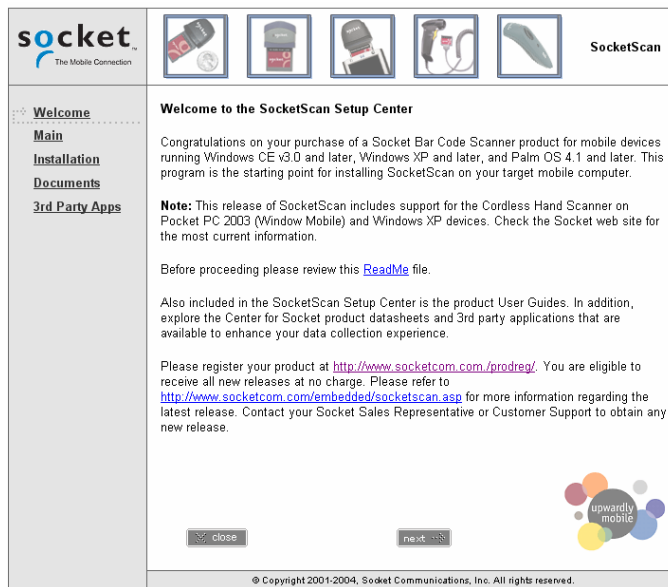 socket
The Mobile Connection
SocketScan
Welcome
Main
Installation
Documents
3rd Party Apps
Welcome to the SocketScan Setup Center
Congratulations on your purchase of a Socket Bar Code Scanner product for mobile devices
running Windows CE v3.0 and later, Windows XP and later, and Palm OS 4.1 and later. This
program is the starting point for installing SocketScan on your target mobile computer.
Note: This release of SocketScan includes support for the Cordless Hand Scanner on
Pocket PC 2003 (Window Mobile) and Windows XP devices. Check the Socket web site for
the most current information.
Before proceeding please review this ReadMe file.
Also included in the SocketScan Setup Center is the product User Guides. In addition,
explore the Center for Socket product datasheets and 3rd party applications that are
available to enhance your data collection experience.
Please register your product at http://www.socketcom.com./prodreg/. You are eligible to
receive all new releases at no charge. Please refer to
http://www.socketcom.com/embedded/socketscan.asp for more information regarding the
latest release. Contact your Socket Sales Representative or Customer Support to obtain any
new release.
upwardly
mobile
close
next
© Copyright 2001-2004, Socket Communications, Inc. All rights reserved.